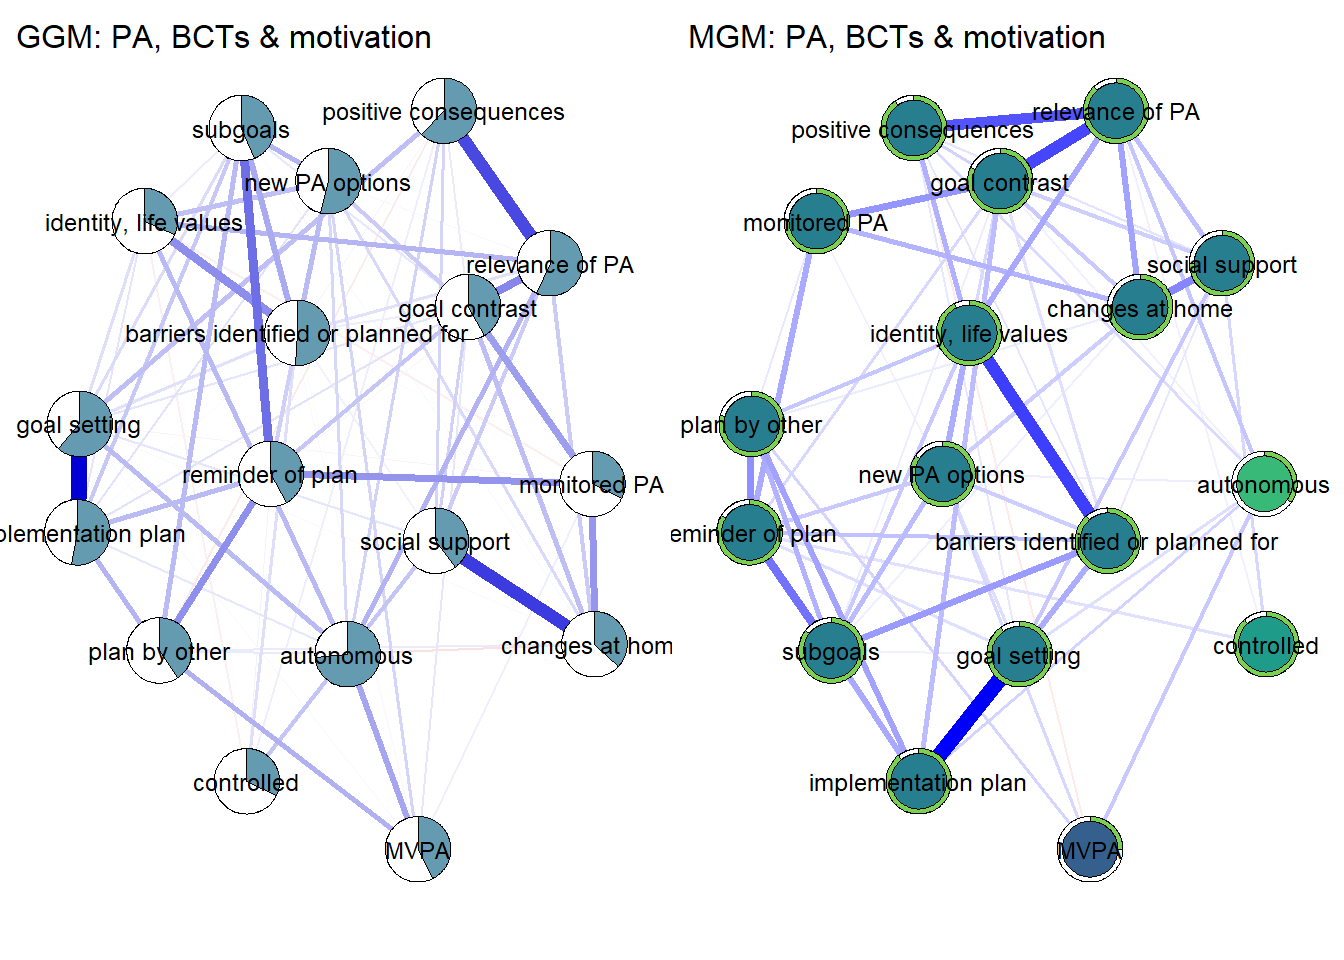 GGM: PA, BCTs & motivation
positive consequences
subgoals
new PA options
identity, life values
relevance of PA
goal contrast
barriers identified or planned for
goal setting
reminder of plan
monitored PA
plementation plan
social support
plan by other
autonomous
changes at hom
controlled
MVPA
MGM: PA, BCTs & motivation
relevance of PA
positive consequences
goal contrast
monitored PA
social support
changes at home
identity, life values
plan by other
new PA options
autonomous
eminder of plan
barriers identified or planned for
subgoals
goal setting
controlled
implementation plan
MVPA